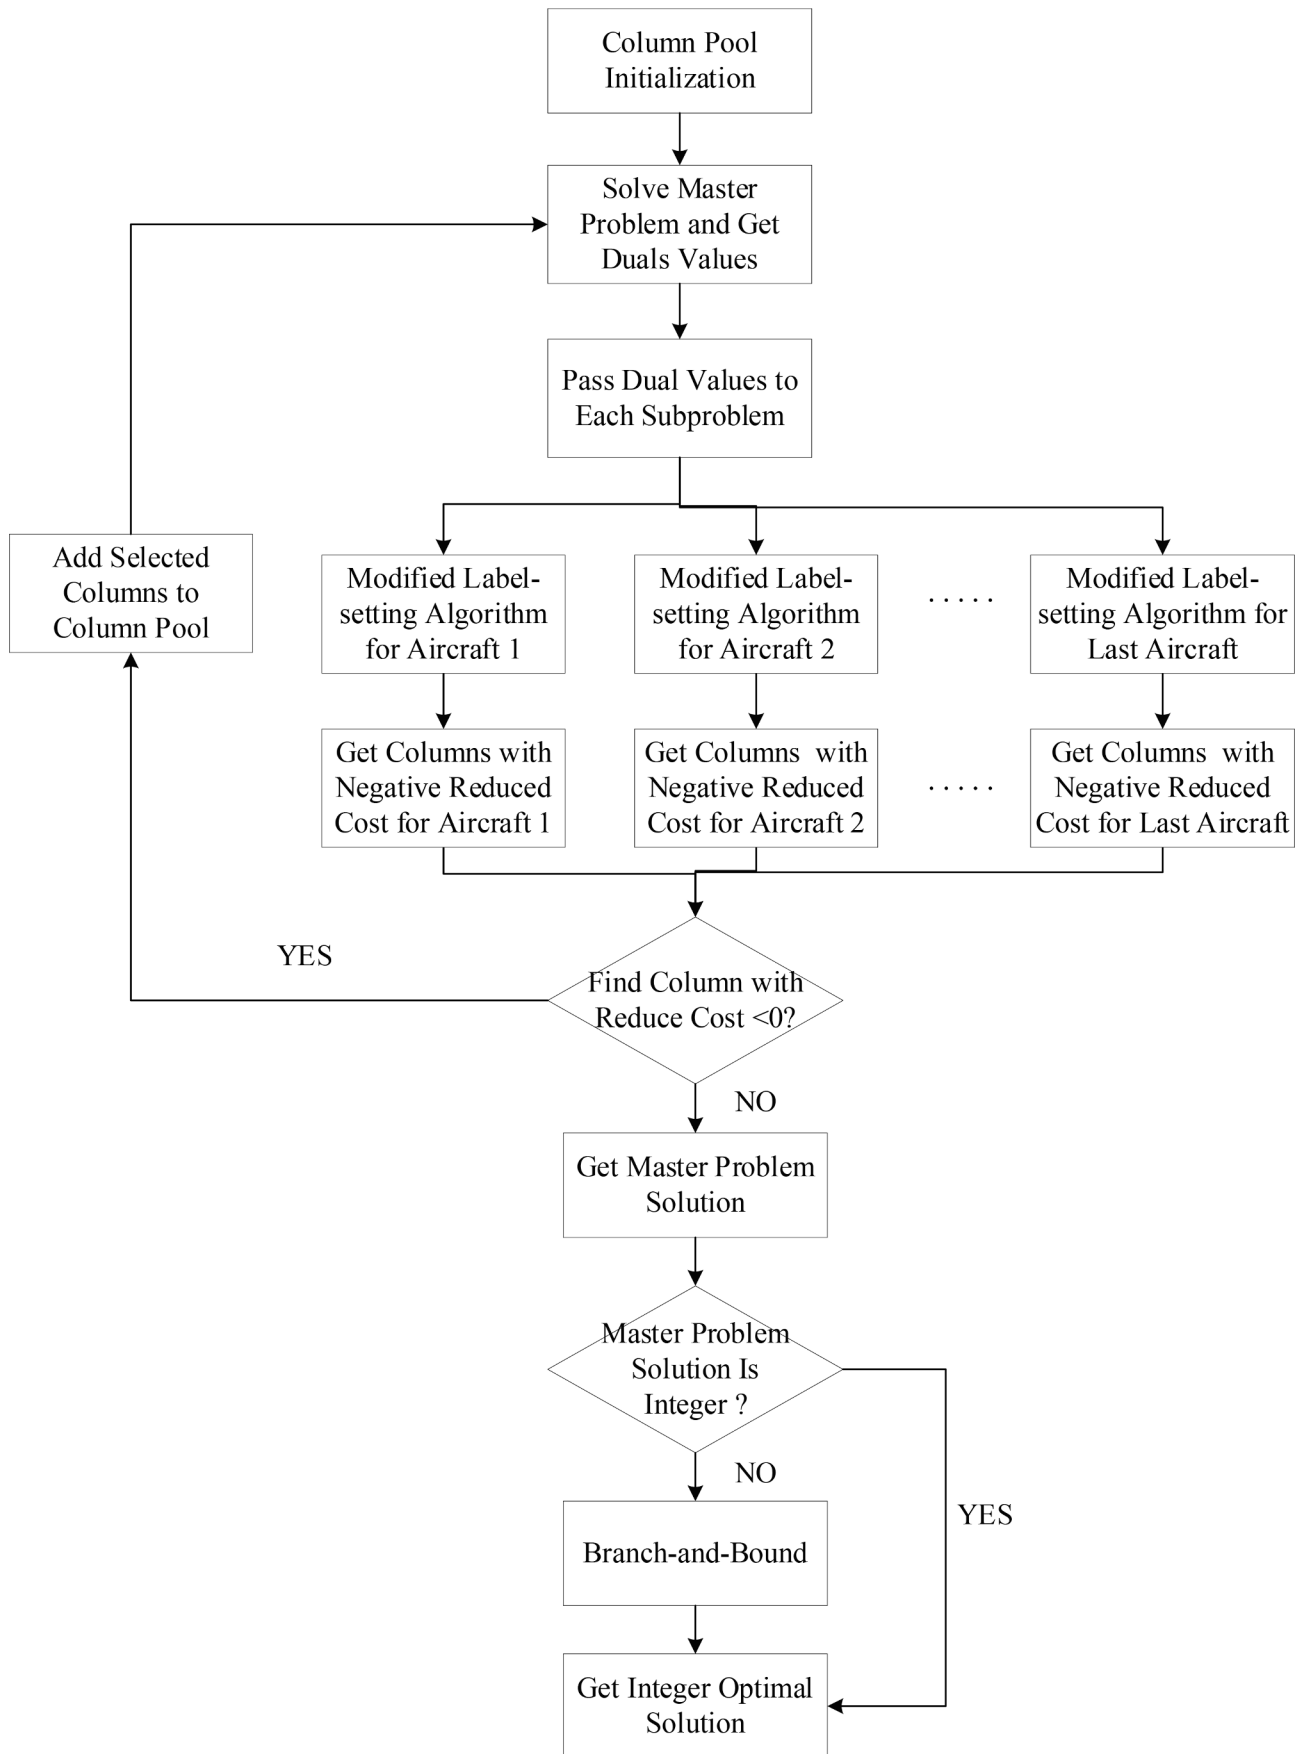 Column Pool
Initialization
Solve Master
Problem and Get
Duals Values
Pass Dual Values to
Each Subproblem
Add Selected
Columns to
Column Pool
Modified Label-
setting Algorithm
for Aircraft 1
Modified Label-
setting Algorithm
for Aircraft 2
. . . . .
Modified Label-
setting Algorithm for
Last Aircraft
Get Columns with
Negative Reduced
Cost for Aircraft 1
Get Columns  with
Negative Reduced
Cost for Aircraft 2
. . . . .
Get Columns  with
Negative Reduced
Cost for Last Aircraft
YES
Find Column with
Reduce Cost <0?
NO
Get Master Problem
Solution
Master Problem
Solution Is
Integer ?
NO
YES
Branch-and-Bound
Get Integer Optimal
Solution